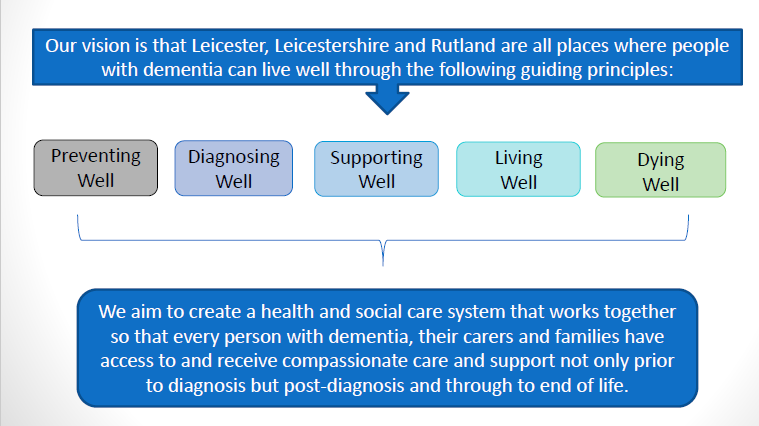 Our vision is that Leicester, Leicestershire and Rutland are all places where people
with dementia can live well through the following guiding principles:
Preventing
Well
Diagnosing
Well
Supporting
Well
Living
Well
Dying
Well
We aim to create a health and social care system that works together
so that every person with dementia, their carers and families have
access to and receive compassionate care and support not only prior
to diagnosis but post-diagnosis and through to end of life.